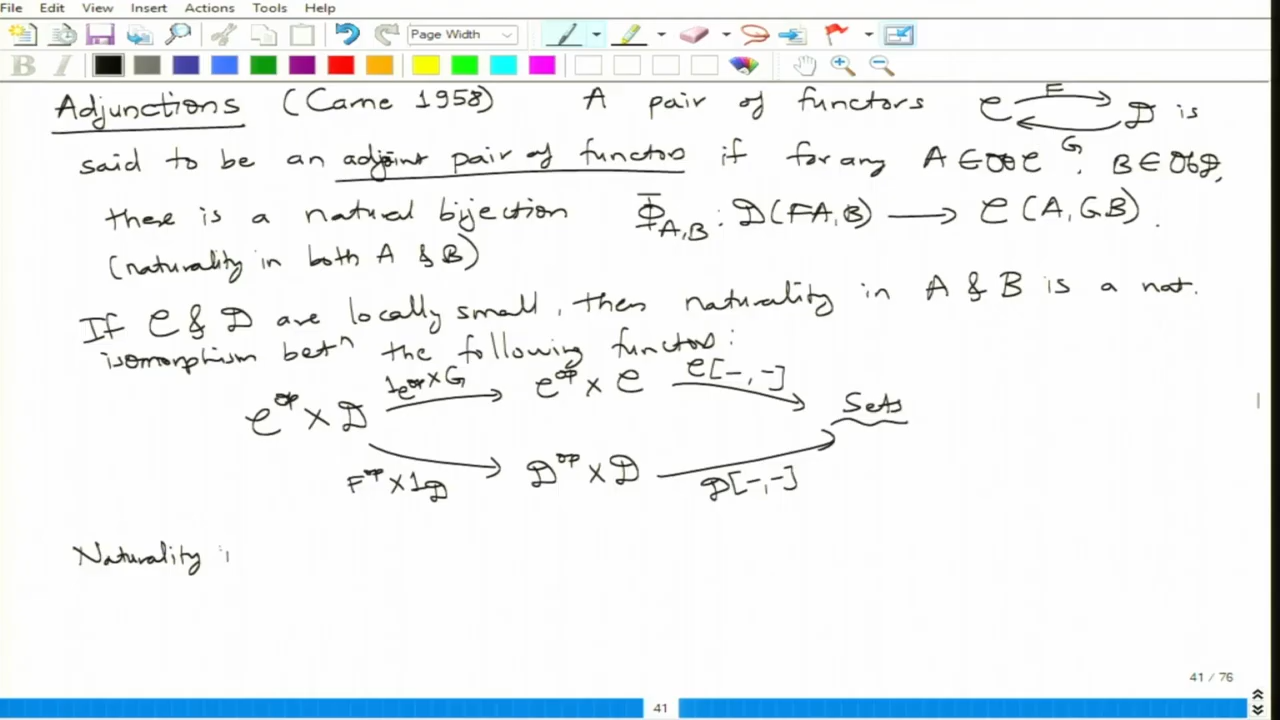 File Edit View Insert Actions Tools Help
Page Width
B I
Adjunctions (Came 1958) A pair of functors 𝒞 F G 𝒟 is
said to be an adjoint pair of functors if for any A ∈ Ob𝒞, B ∈ Ob𝒟,
there is a natural bijection Φ_{A,B} : 𝒟(FA,B) ⟶ 𝒞(A,GB).
(naturality in both A & B)
If 𝒞 & 𝒟 are locally small, then naturality in A & B is a nat.
isomorphism betⁿ the following functors:
1_{𝒞^op}×G 𝒞[-,-]
𝒞^op × 𝒟 𝒞^op × 𝒞 Sets
F^op × 1_𝒟 𝒟^op × 𝒟 𝒟[-,-]
Naturality i
41 / 76
41